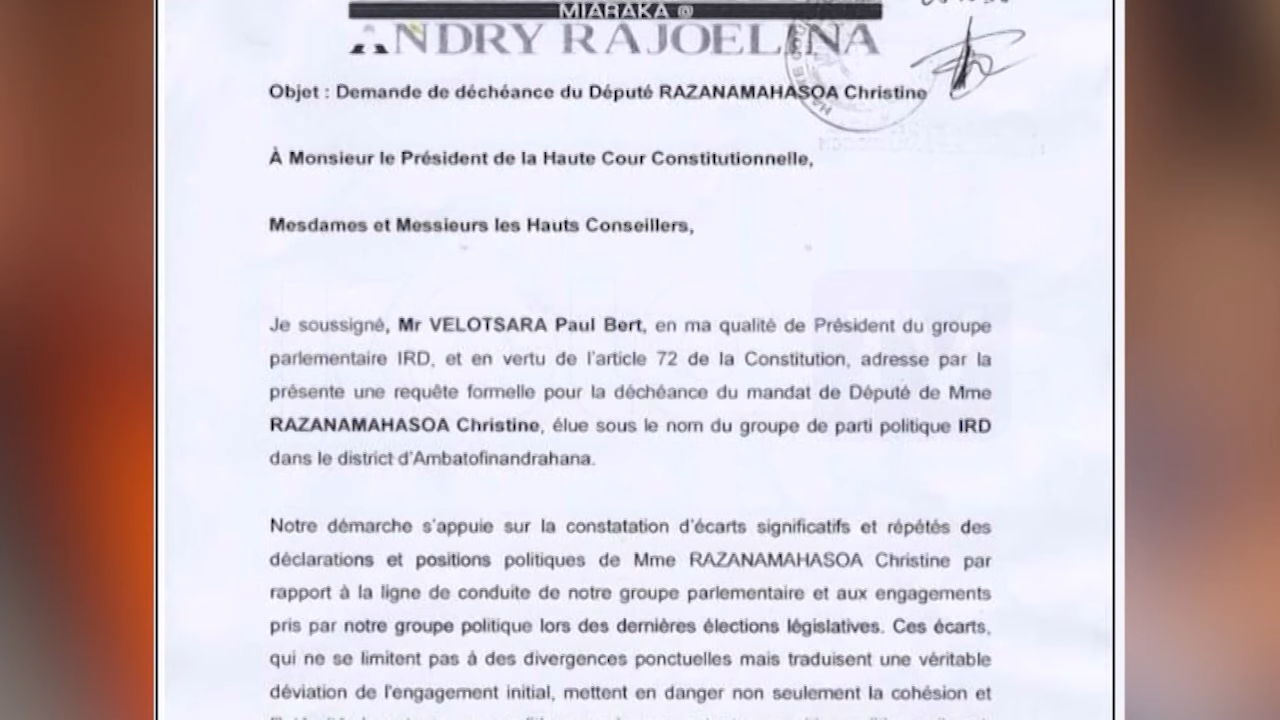 MIARAKA @
ANDRY RAJOELINA
Objet : Demande de déchéance du Député RAZANAMAHASOA Christine
À Monsieur le Président de la Haute Cour Constitutionnelle,
Mesdames et Messieurs les Hauts Conseillers,
Je soussigné, Mr VELOTSARA Paul Bert, en ma qualité de Président du groupe
parlementaire IRD, et en vertu de l'article 72 de la Constitution, adresse par la
présente une requête formelle pour la déchéance du mandat de Député de Mme
RAZANAMAHASOA Christine, élue sous le nom du groupe de parti politique IRD
dans le district d'Ambatofinandrahana.
Notre démarche s'appuie sur la constatation d'écarts significatifs et répétés des
déclarations et positions politiques de Mme RAZANAMAHASOA Christine par
rapport à la ligne de conduite de notre groupe parlementaire et aux engagements
pris par notre groupe politique lors des dernières élections législatives. Ces écarts,
qui ne se limitent pas à des divergences ponctuelles mais traduisent une véritable
déviation de l'engagement initial, mettent en danger non seulement la cohésion et